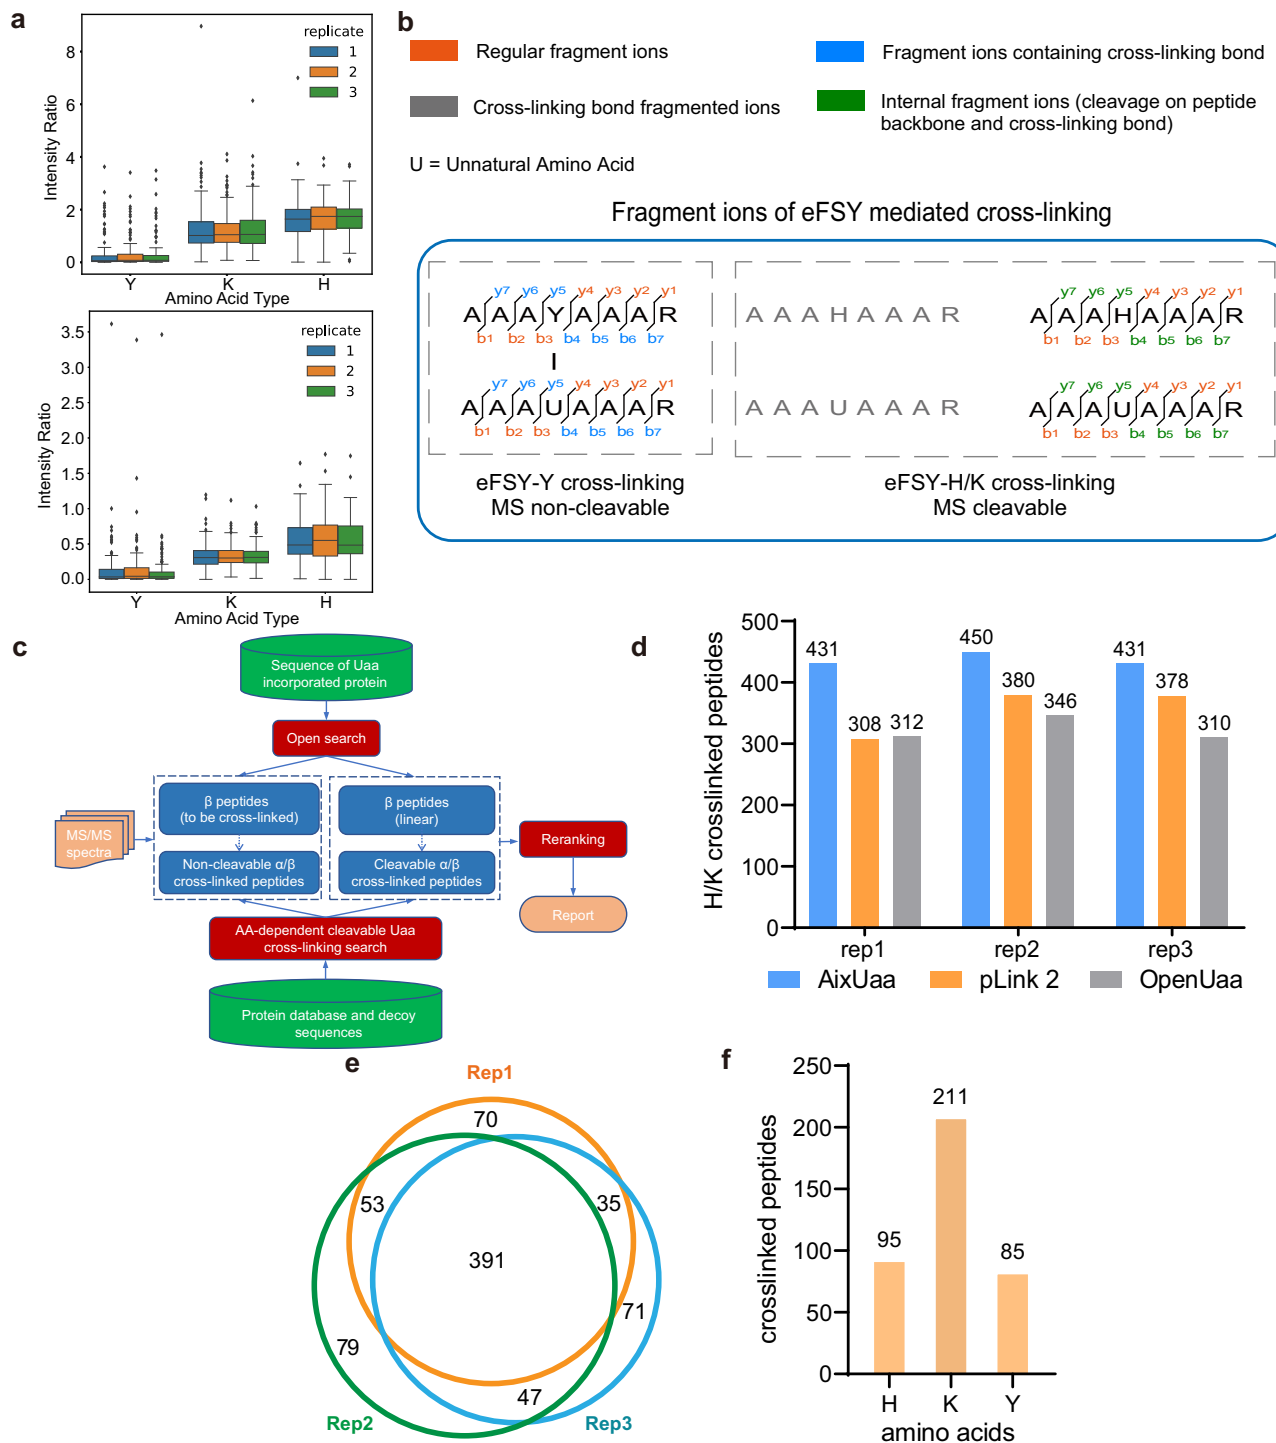 a
replicate
1
2
3
8
6
4
2
0
Intensity Ratio
Y K H
Amino Acid Type
replicate
1
2
3
3.5
3.0
2.5
2.0
1.5
1.0
0.5
0.0
Intensity Ratio
Y K H
Amino Acid Type
b
Regular fragment ions
Fragment ions containing cross-linking bond
Cross-linking bond fragmented ions
Internal fragment ions (cleavage on peptide
backbone and cross-linking bond)
U = Unnatural Amino Acid
Fragment ions of eFSY mediated cross-linking
y7 y6 y5 y4 y3 y2 y1
A A A Y A A A R
b1 b2 b3 b4 b5 b6 b7
y7 y6 y5 y4 y3 y2 y1
A A A U A A A R
b1 b2 b3 b4 b5 b6 b7
eFSY-Y cross-linking
MS non-cleavable
A A A H A A A R
A A A U A A A R
y7 y6 y5 y4 y3 y2 y1
A A A H A A A R
b1 b2 b3 b4 b5 b6 b7
y7 y6 y5 y4 y3 y2 y1
A A A U A A A R
b1 b2 b3 b4 b5 b6 b7
eFSY-H/K cross-linking
MS cleavable
c
Sequence of Uaa
incorporated protein
Open search
β peptides
(to be cross-linked)
β peptides
(linear)
MS/MS
spectra
Non-cleavable α/β
cross-linked peptides
Cleavable α/β
cross-linked peptides
Reranking
Report
AA-dependent cleavable Uaa
cross-linking search
Protein database and decoy
sequences
d
500
400
300
200
100
0
H/K crosslinked peptides
431 308 312
450 380 346
431 378 310
rep1 rep2 rep3
AixUaa pLink 2 OpenUaa
e
Rep1
70
53
35
391
71
79
47
Rep2
Rep3
f
250
200
150
100
50
0
crosslinked peptides
95
211
85
H K Y
amino acids